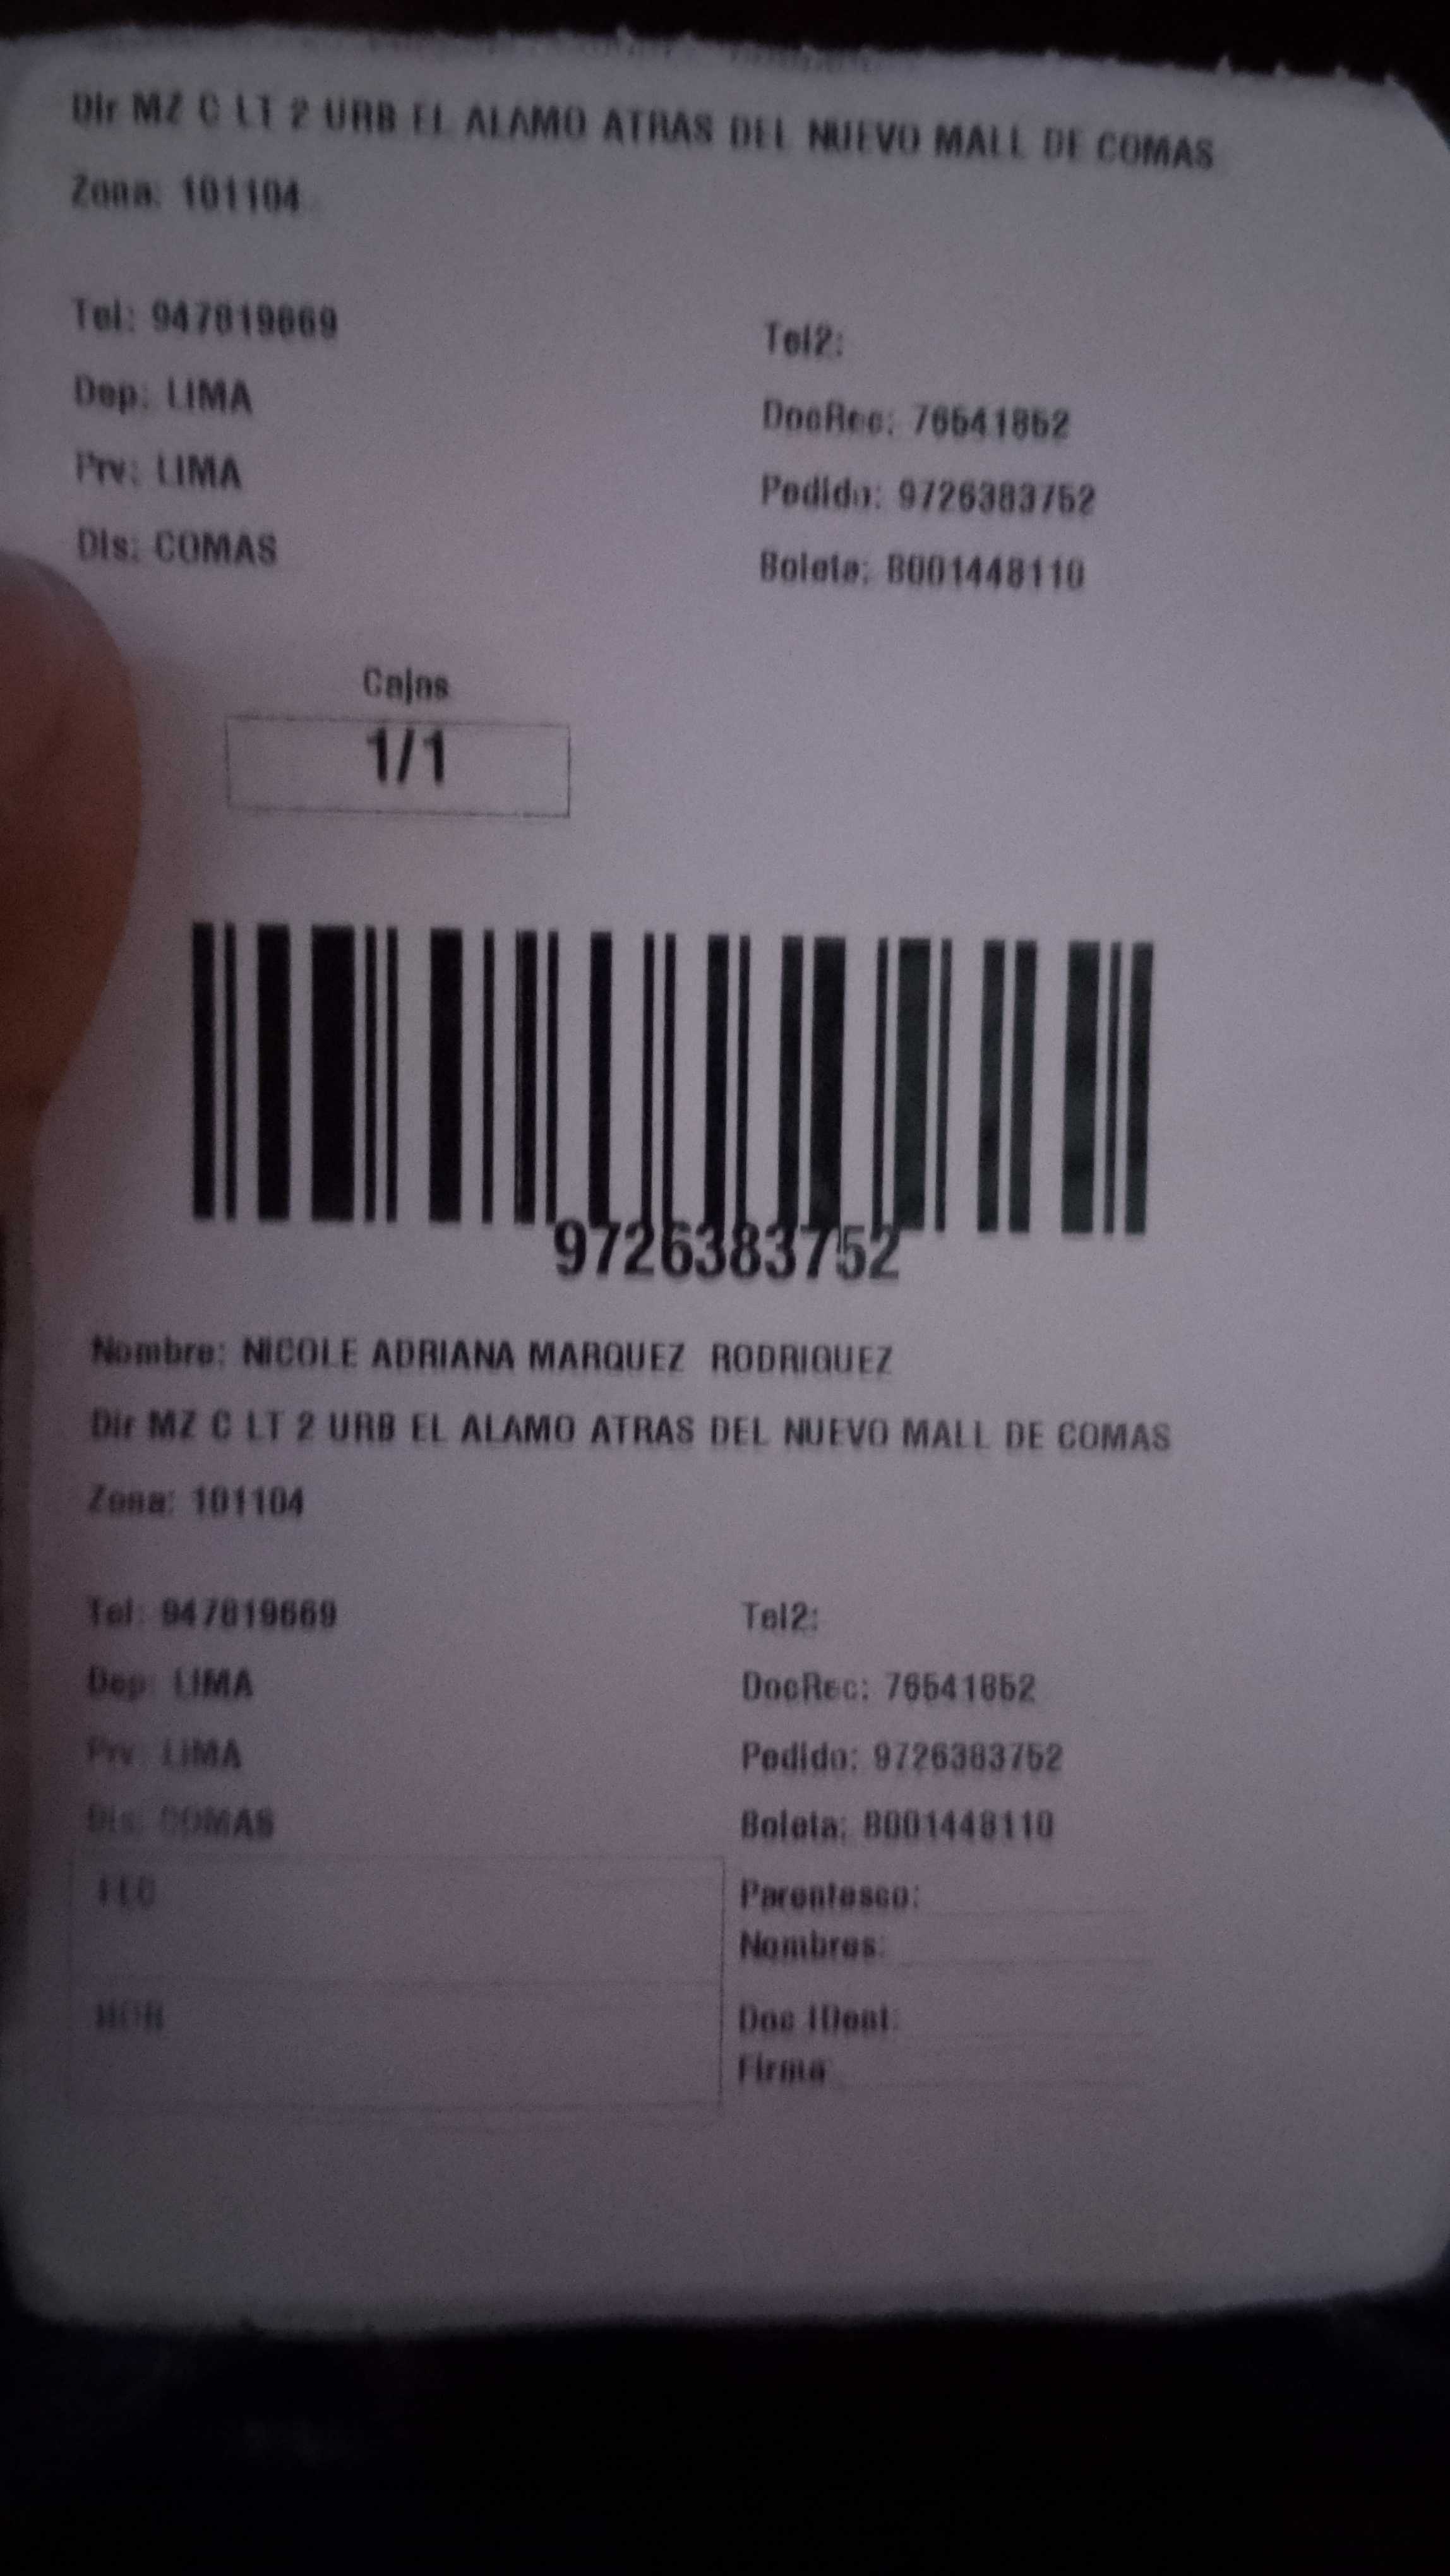 Dir MZ C LT 2 URB EL ALAMO ATRAS DEL NUEVO MALL DE COMAS
Zona: 101104
Tel: 947819669
Tel2:
Dep: LIMA
DocRec: 76541852
Prv: LIMA
Pedido: 9726383752
Dis: COMAS
Boleta: B001448110
Cajas
1/1
9726383752
Nombre: NICOLE ADRIANA MARQUEZ RODRIGUEZ
Dir MZ C LT 2 URB EL ALAMO ATRAS DEL NUEVO MALL DE COMAS
Zona: 101104
Tel: 947819669
Tel2:
Dep: LIMA
DocRec: 76541852
Prv: LIMA
Pedido: 9726383752
Dis: COMAS
Boleta: B001448110
FEC
Parentesco:
Nombres:
HOR
Doc IDent:
Firma